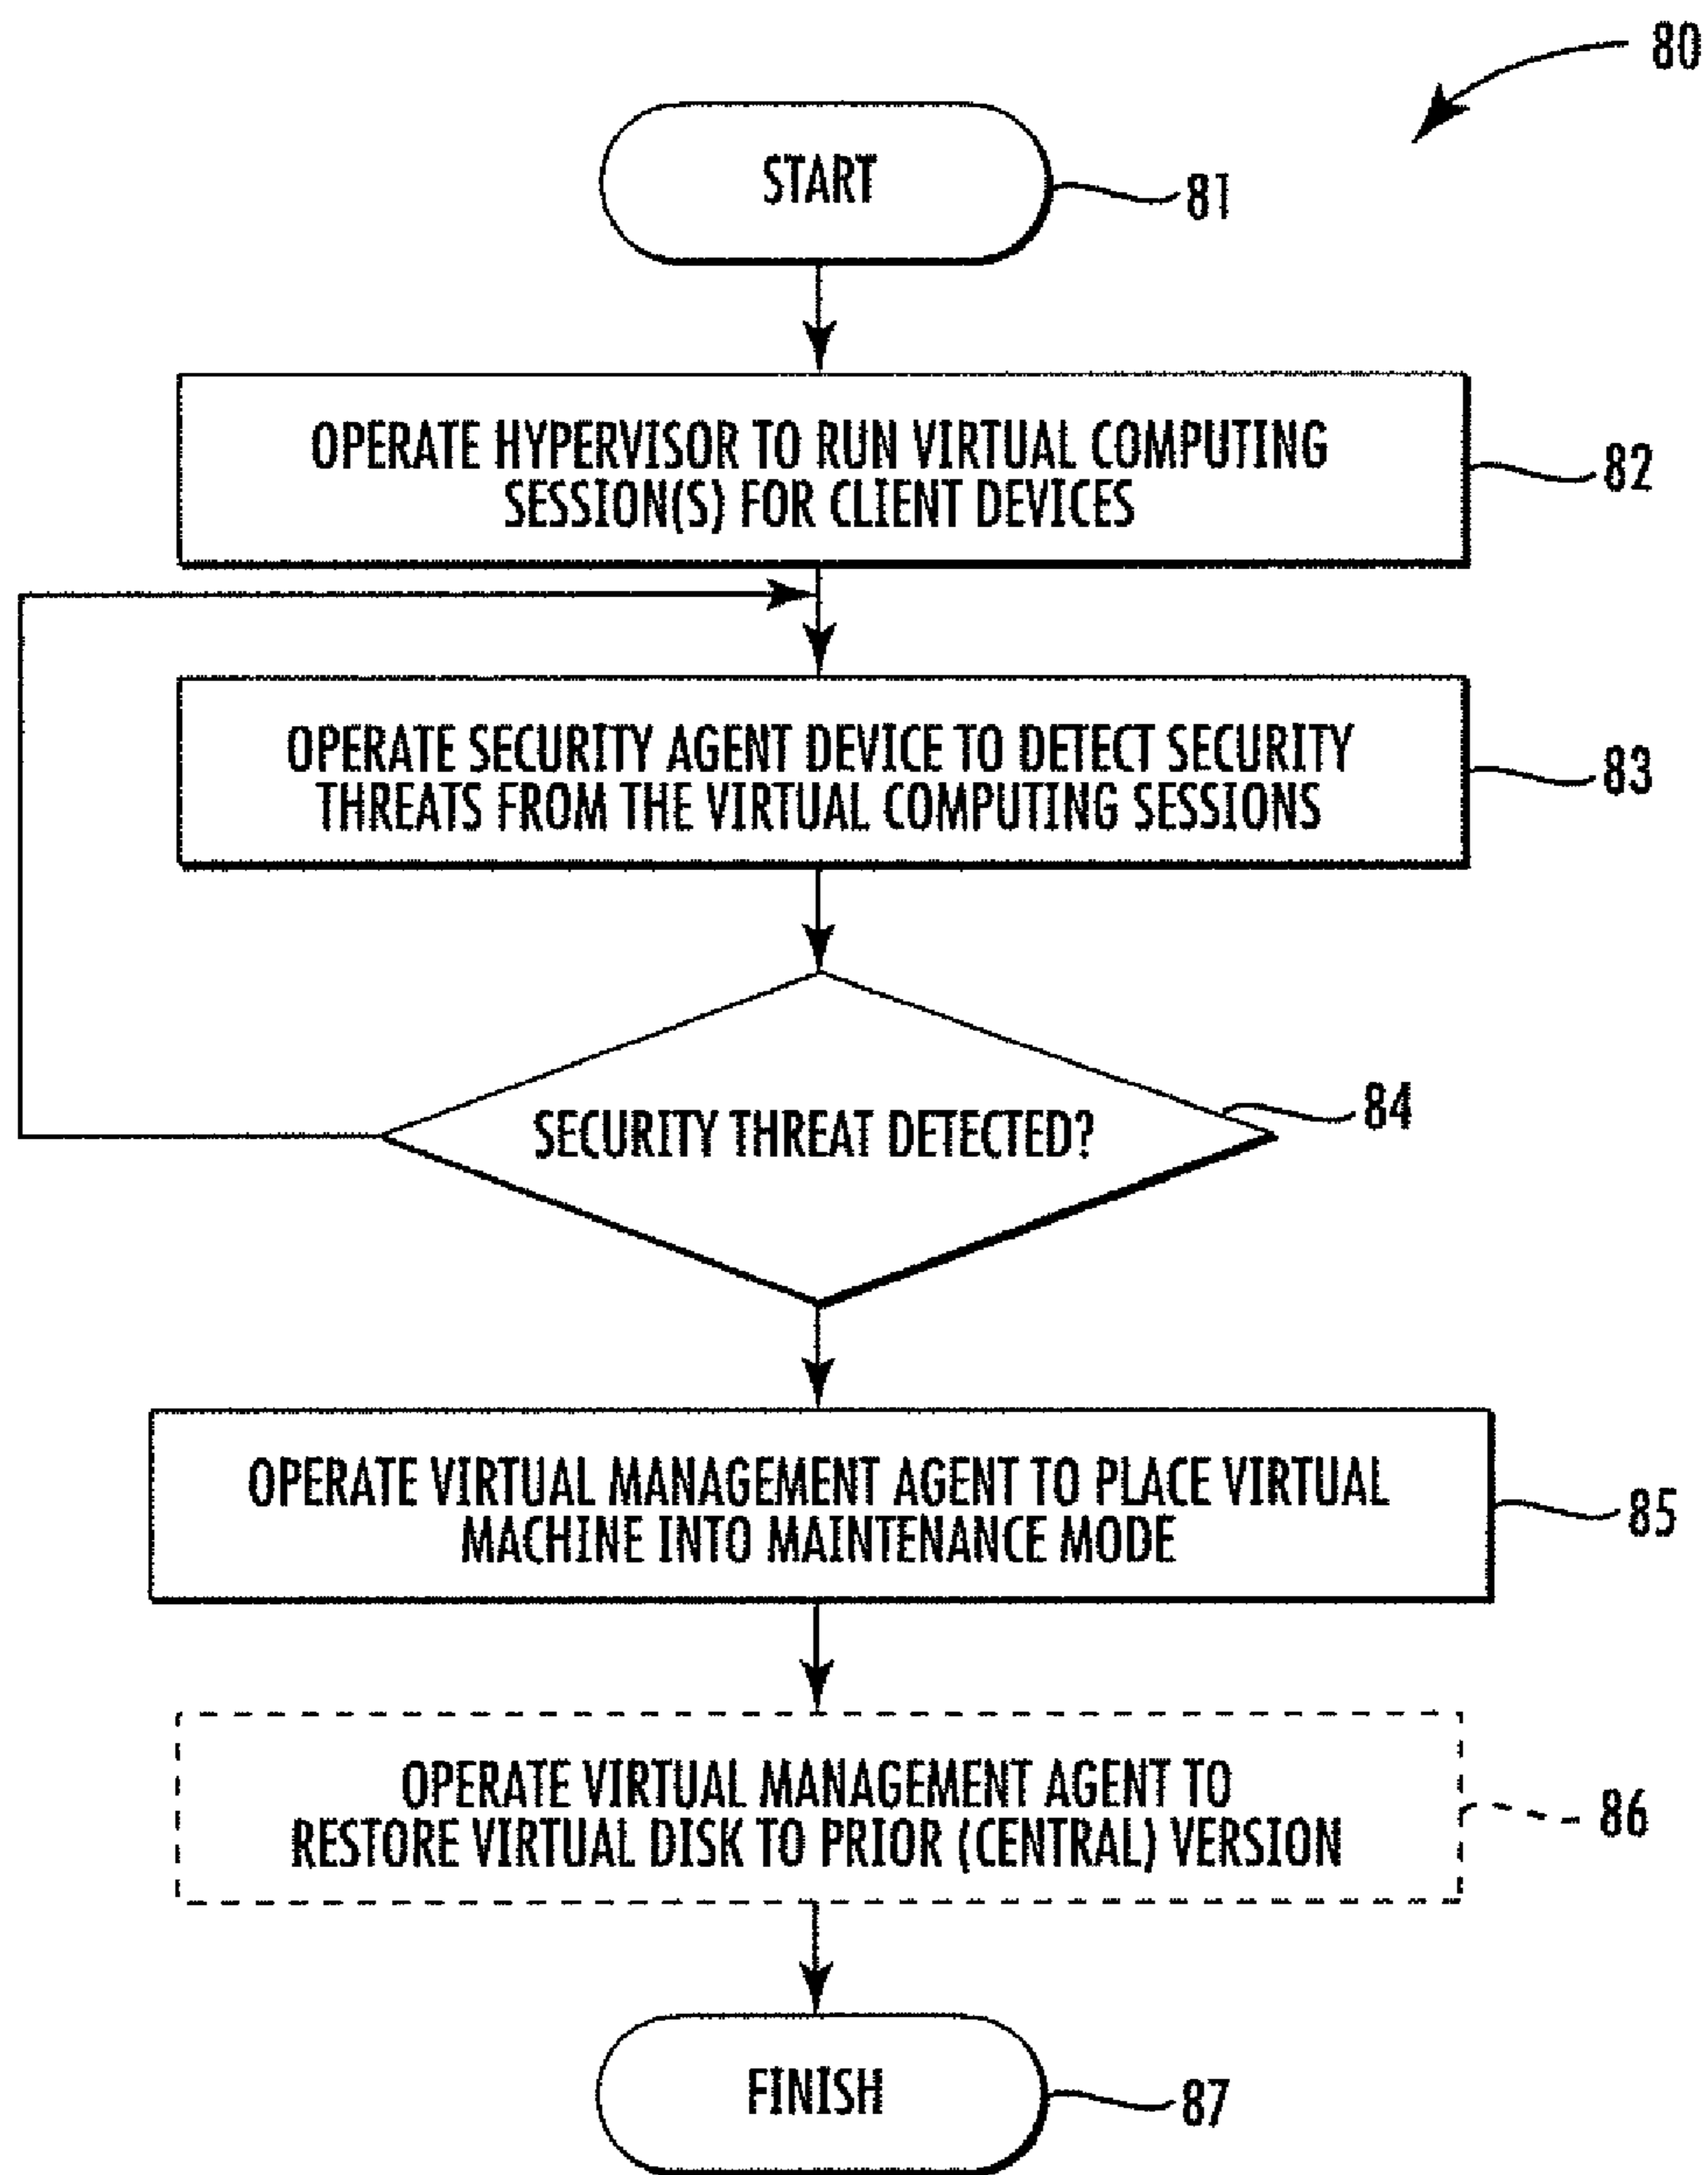 80
START
81
OPERATE HYPERVISOR TO RUN VIRTUAL COMPUTING
SESSION(S) FOR CLIENT DEVICES
82
OPERATE SECURITY AGENT DEVICE TO DETECT SECURITY
THREATS FROM THE VIRTUAL COMPUTING SESSIONS
83
SECURITY THREAT DETECTED?
84
OPERATE VIRTUAL MANAGEMENT AGENT TO PLACE VIRTUAL
MACHINE INTO MAINTENANCE MODE
85
OPERATE VIRTUAL MANAGEMENT AGENT TO
RESTORE VIRTUAL DISK TO PRIOR (CENTRAL) VERSION
86
FINISH
87